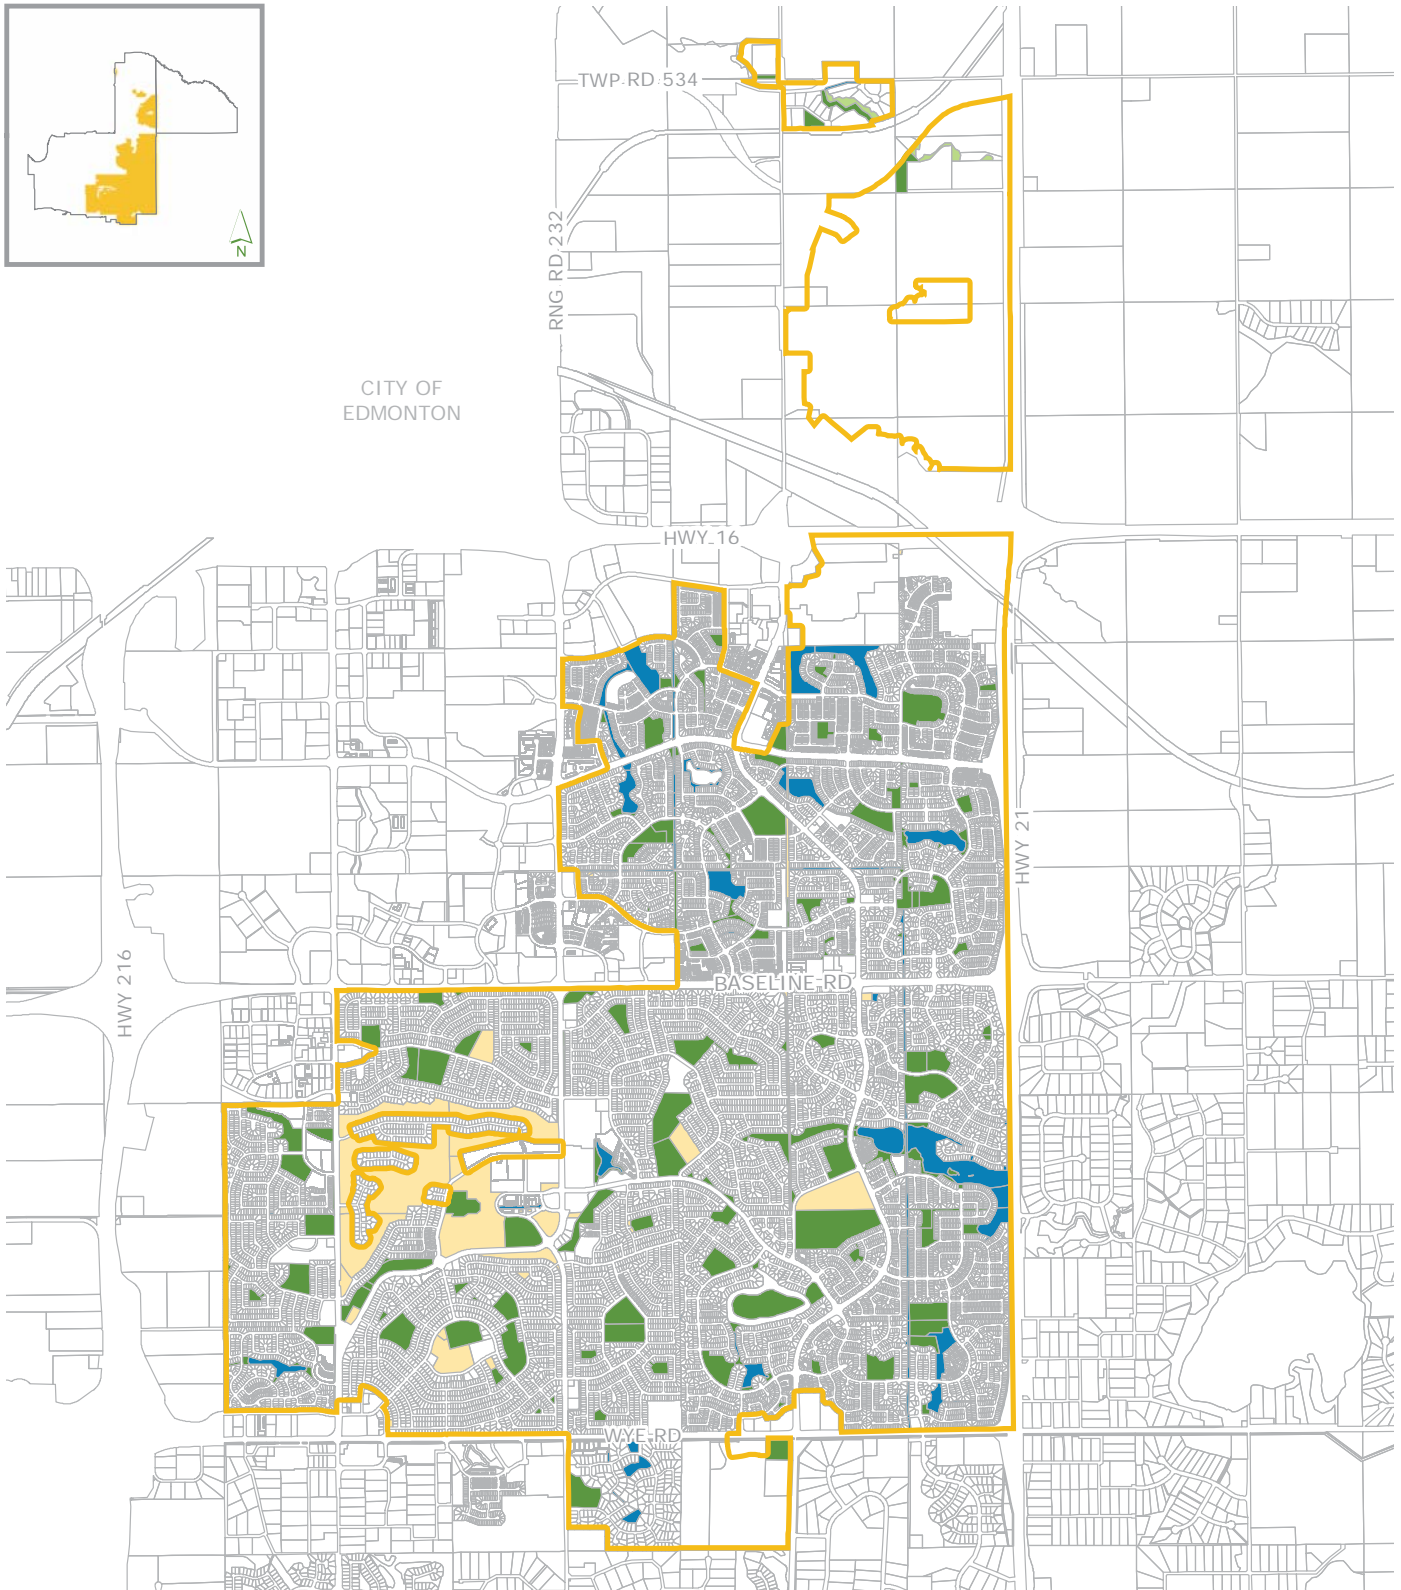 N
TWP RD 534
RNG RD 232
CITY OF
EDMONTON
HWY 16
HWY 21
HWY 216
BASELINE RD
WYE RD